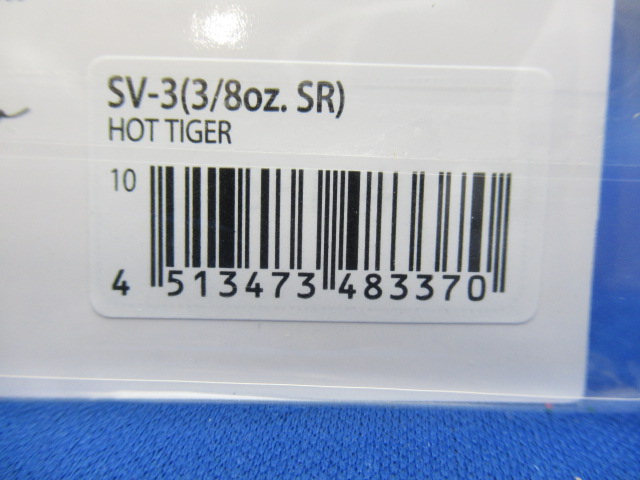 SV-3(3/8oz. SR)
HOT TIGER
10
4 513473 483370